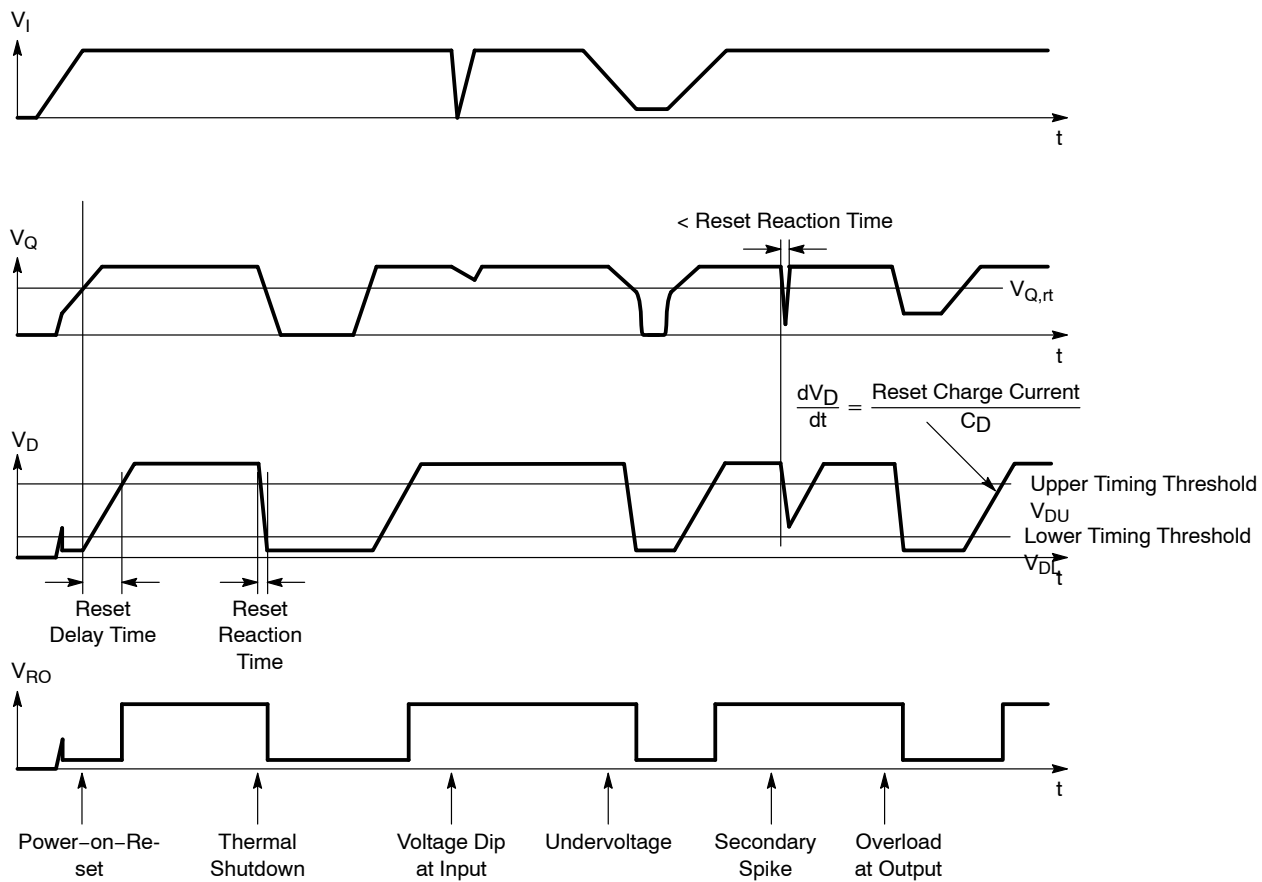 V_I
t
< Reset Reaction Time
V_Q
V_Q,rt
t
dV_D
dt
=
Reset Charge Current
C_D
V_D
Upper Timing Threshold
V_DU
Lower Timing Threshold
V_DL
t
Reset
Delay Time
Reset
Reaction
Time
V_RO
t
Power−on−Re-
set
Thermal
Shutdown
Voltage Dip
at Input
Undervoltage
Secondary
Spike
Overload
at Output